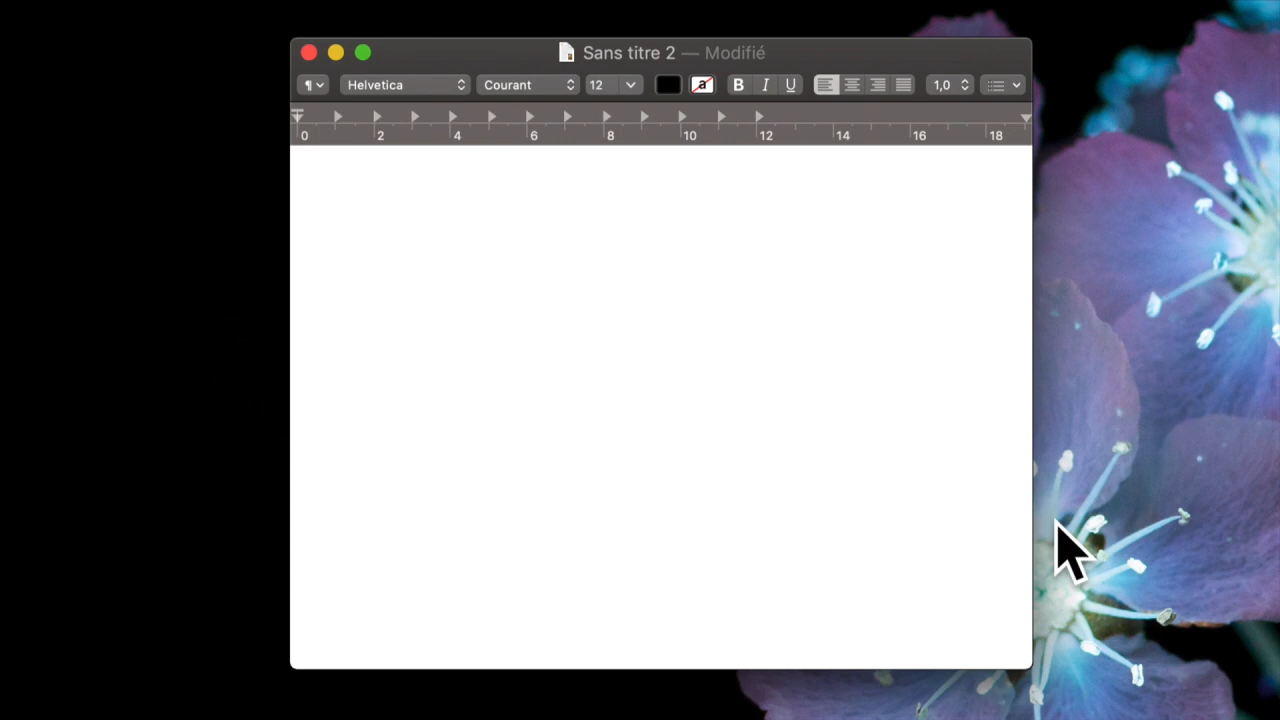 Sans titre 2 — Modifié
¶ Helvetica Courant 12 a B I U 1,0
0 2 4 6 8 10 12 14 16 18